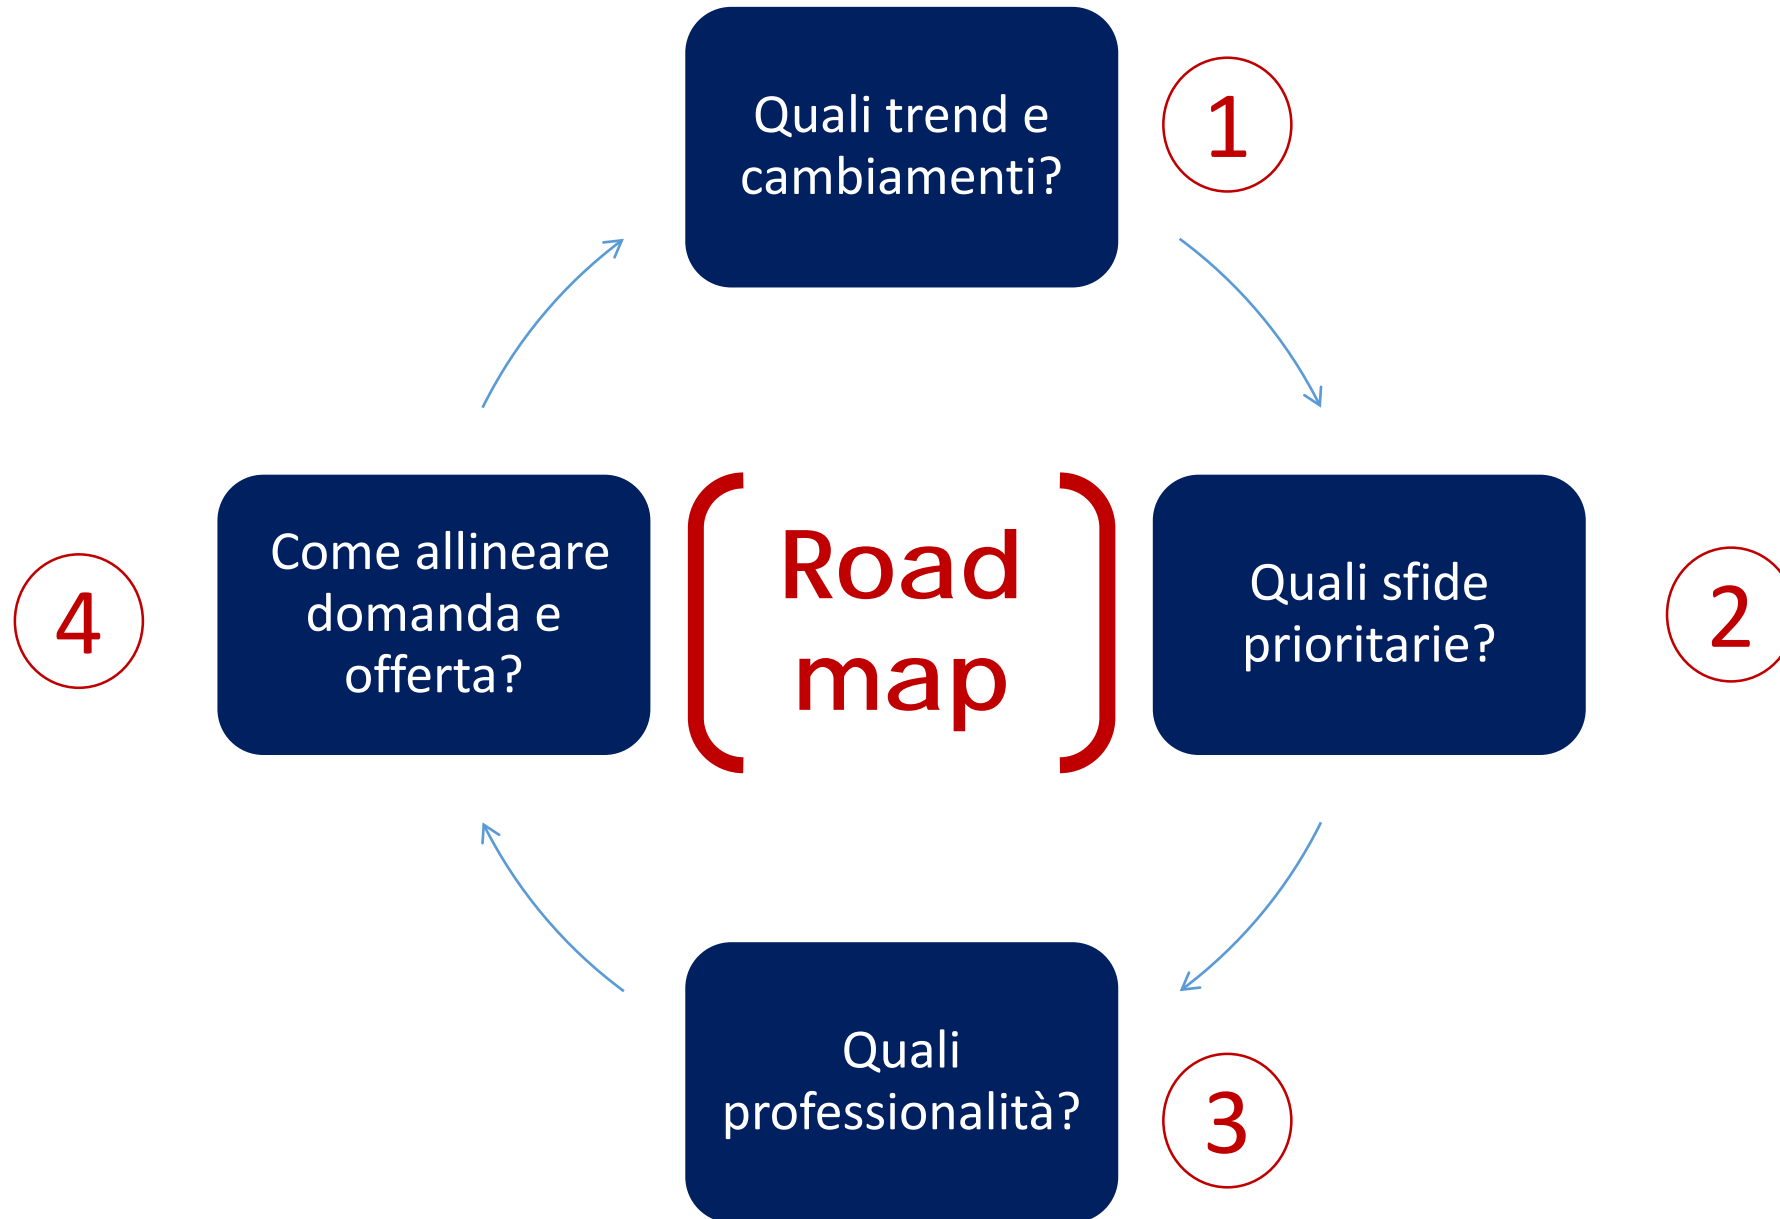 Quali trend e
cambiamenti?
1
Quali sfide
prioritarie?
2
Quali
professionalità?
3
Come allineare
domanda e
offerta?
4
Road
map